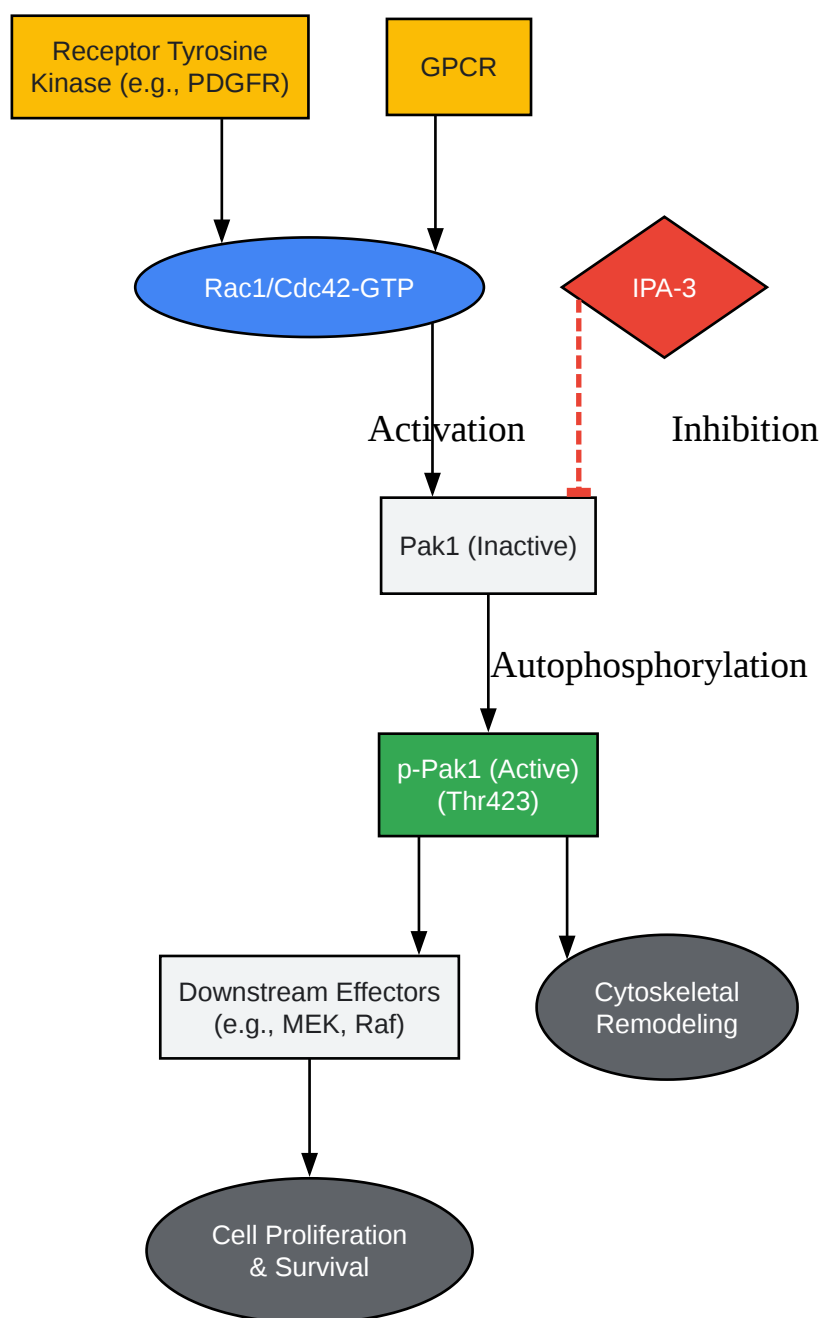 Receptor Tyrosine
Kinase (e.g., PDGFR)
GPCR
Rac1/Cdc42-GTP
IPA-3
Activation
Inhibition
Pak1 (Inactive)
Autophosphorylation
p-Pak1 (Active)
(Thr423)
Downstream Effectors
(e.g., MEK, Raf)
Cytoskeletal
Remodeling
Cell Proliferation
& Survival